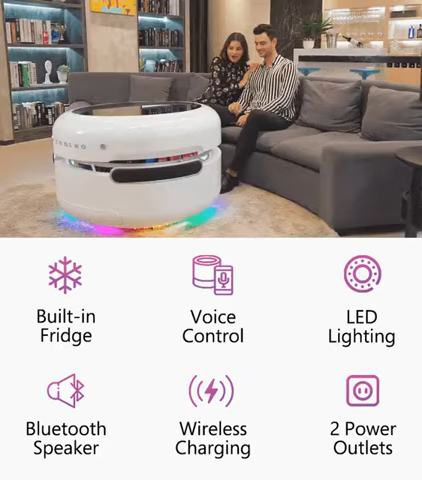 Built-in
Fridge
Voice
Control
LED
Lighting
Bluetooth
Speaker
Wireless
Charging
2 Power
Outlets